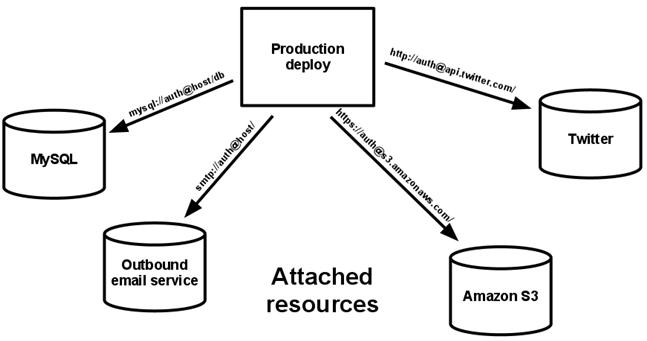 Production
deploy
http://auth@api.twitter.com/
mysql://auth@host/db
https://auth@s3.amazonaws.com/
smtp://auth@host/
Twitter
MySQL
Outbound
email service
Attached
resources
Amazon S3